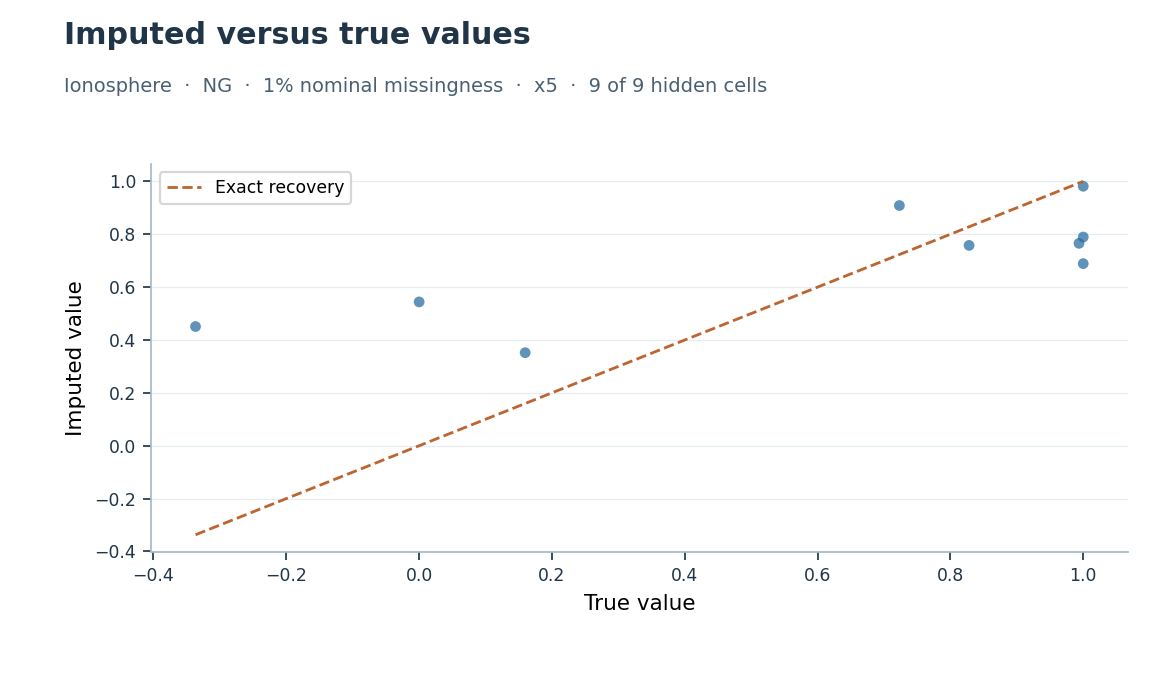 Imputed versus true values
Ionosphere · NG · 1% nominal missingness · x5 · 9 of 9 hidden cells
Exact recovery
1.0
0.8
0.6
0.4
0.2
0.0
−0.2
−0.4
Imputed value
−0.4 −0.2 0.0 0.2 0.4 0.6 0.8 1.0
True value